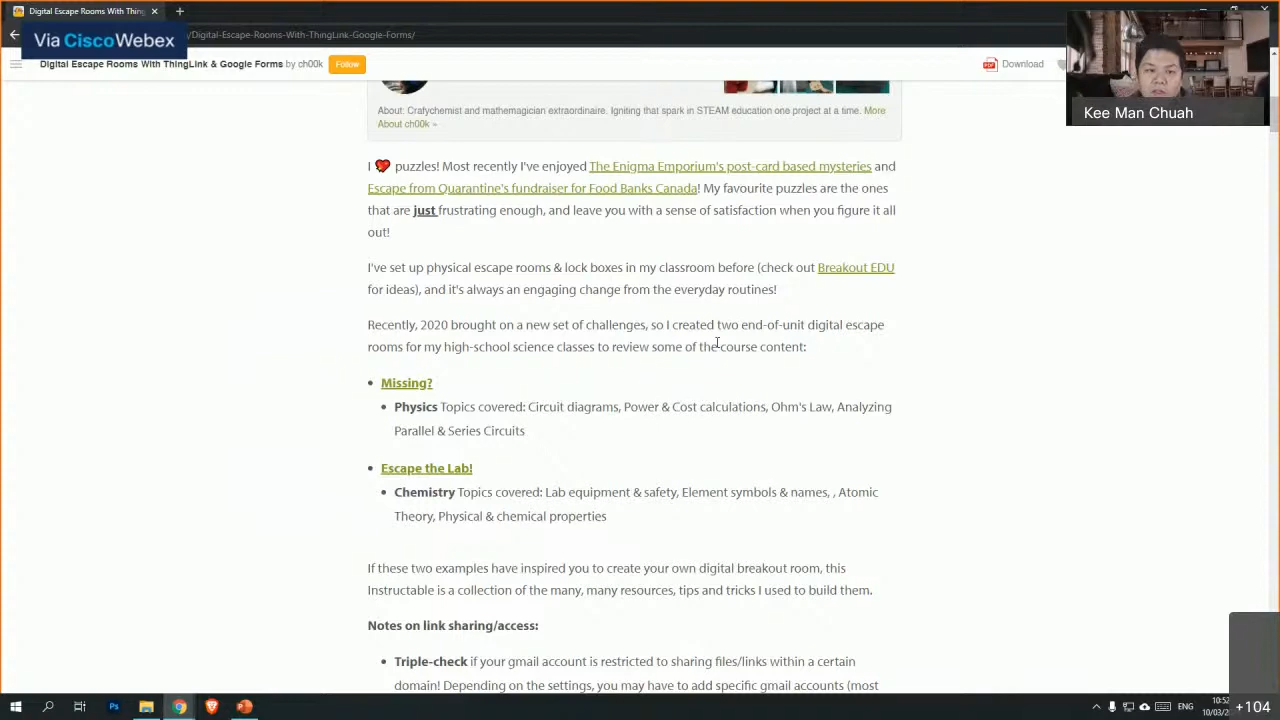 Digital Escape Rooms With Thing
Via CiscoWebex
/Digital-Escape-Rooms-With-ThingLink-Google-Forms/
Digital Escape Rooms With ThingLink & Google Forms by ch00k Follow
Download
Kee Man Chuah
About: Crafychemist and mathemagician extraordinaire. Igniting that spark in STEAM education one project at a time. More
About ch00k »
I puzzles! Most recently I've enjoyed The Enigma Emporium's post-card based mysteries and
Escape from Quarantine's fundraiser for Food Banks Canada! My favourite puzzles are the ones
that are just frustrating enough, and leave you with a sense of satisfaction when you figure it all
out!
I've set up physical escape rooms & lock boxes in my classroom before (check out Breakout EDU
for ideas), and it's always an engaging change from the everyday routines!
Recently, 2020 brought on a new set of challenges, so I created two end-of-unit digital escape
rooms for my high-school science classes to review some of the course content:
• Missing?
• Physics Topics covered: Circuit diagrams, Power & Cost calculations, Ohm's Law, Analyzing
Parallel & Series Circuits
• Escape the Lab!
• Chemistry Topics covered: Lab equipment & safety, Element symbols & names, , Atomic
Theory, Physical & chemical properties
If these two examples have inspired you to create your own digital breakout room, this
Instructable is a collection of the many, many resources, tips and tricks I used to build them.
Notes on link sharing/access:
• Triple-check if your gmail account is restricted to sharing files/links within a certain
domain! Depending on the settings, you may have to add specific gmail accounts (most
ENG
10:52
10/03/2
+104